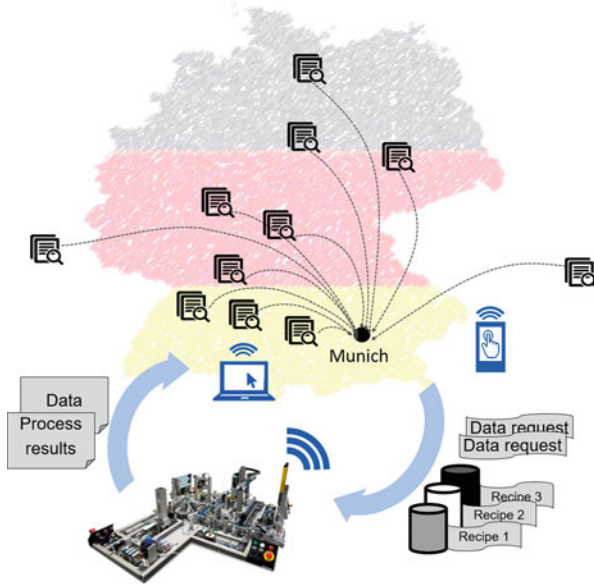 Munich
Data
Process
results
Data request
Data request
Recipe 3
Recipe 2
Recipe 1